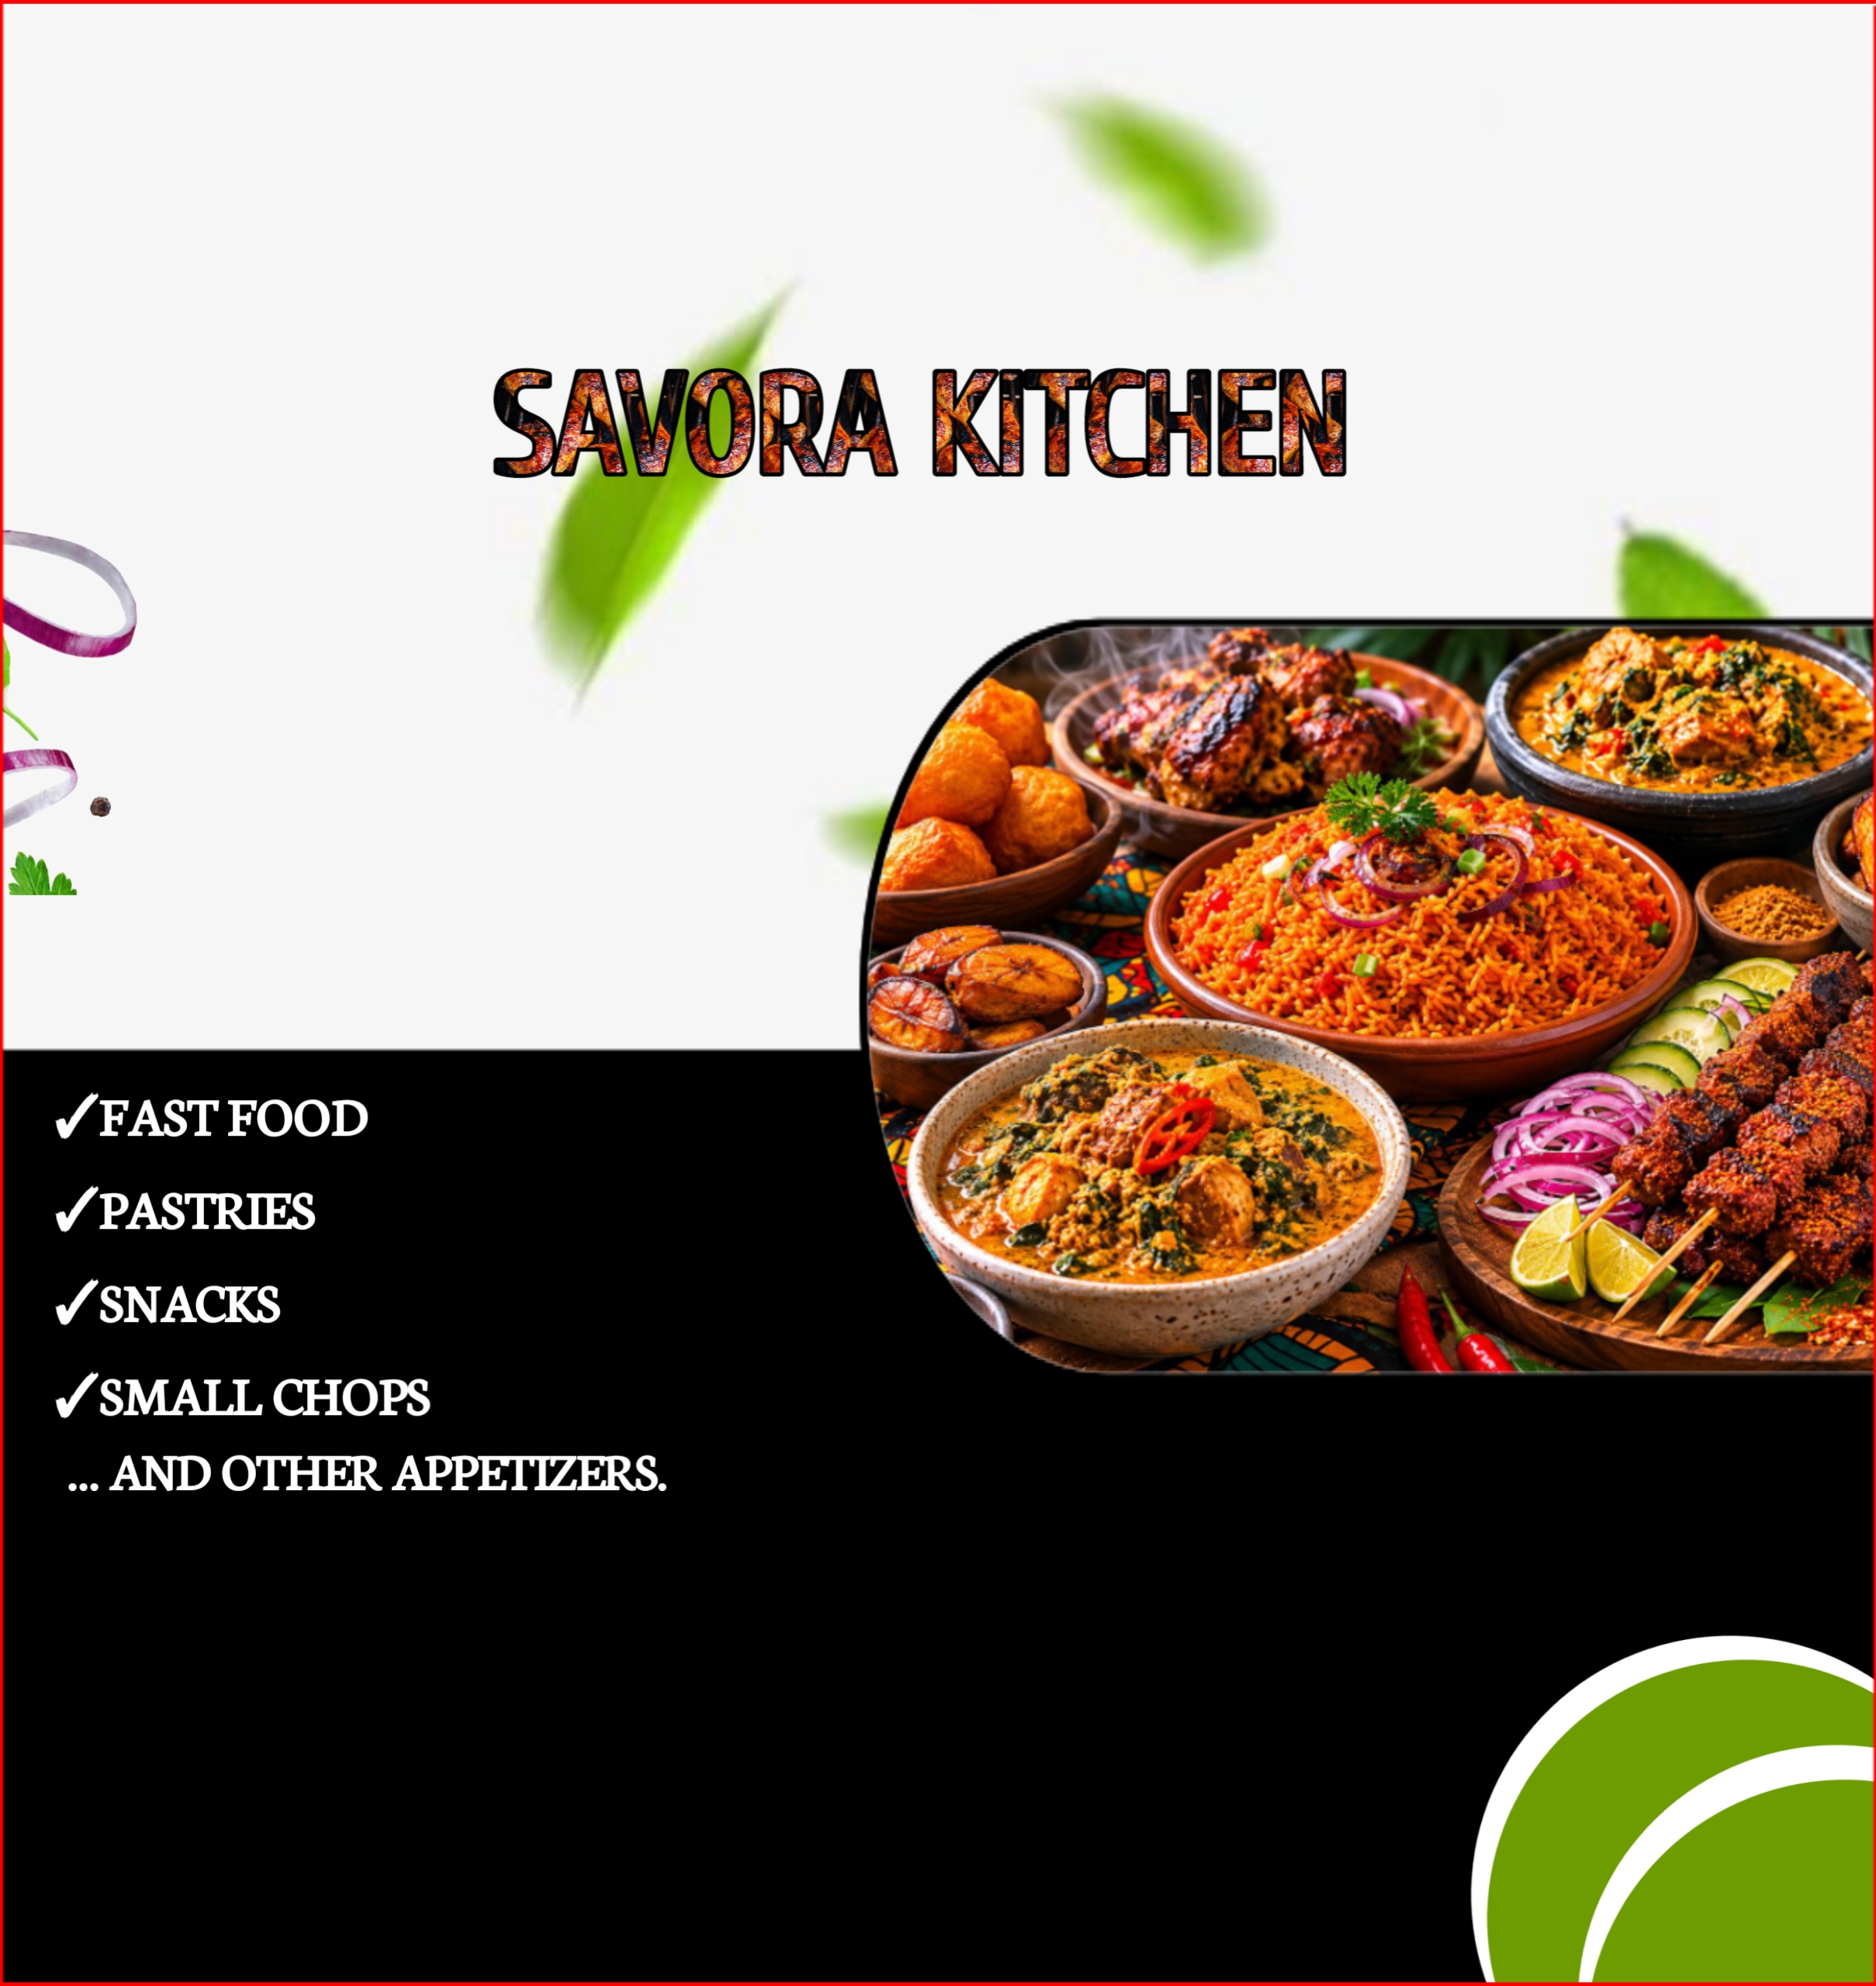 SAVORA KITCHEN
✓FAST FOOD
✓PASTRIES
✓SNACKS
✓SMALL CHOPS
... AND OTHER APPETIZERS.